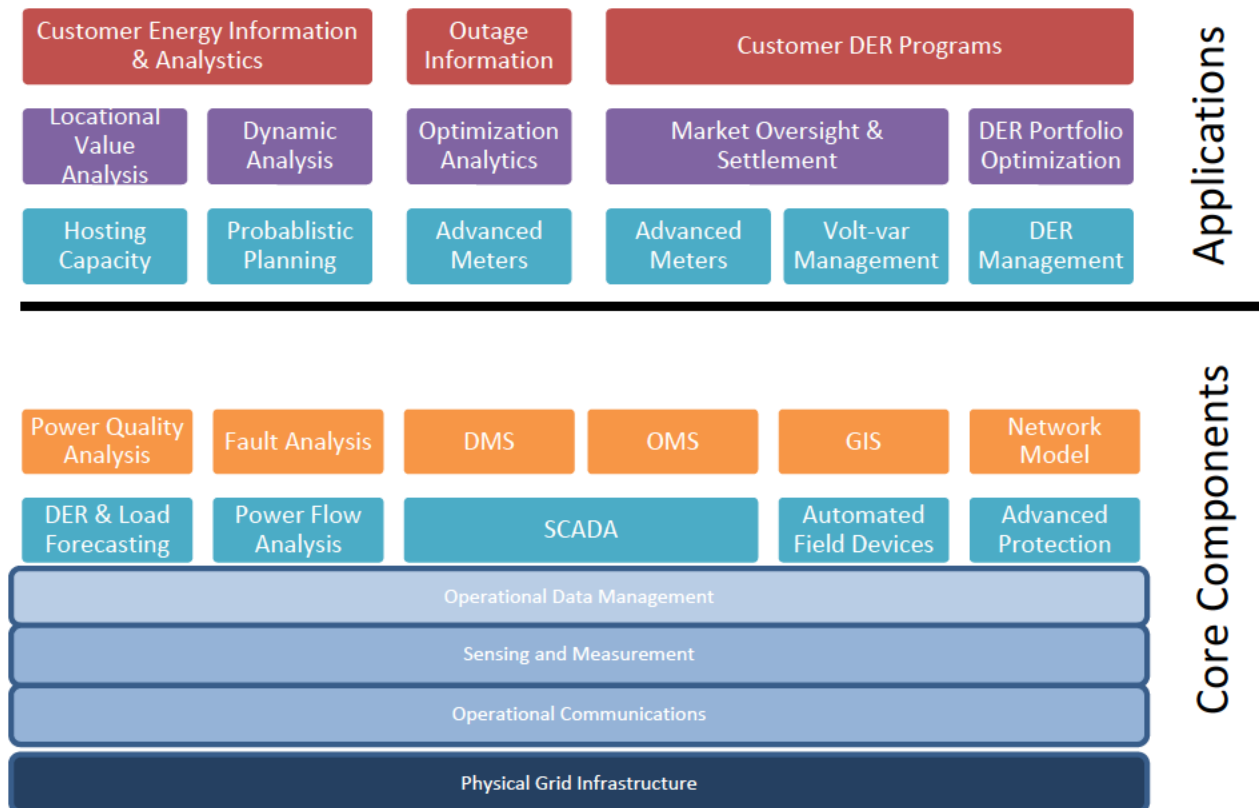 Customer Energy Information
& Analystics
Outage
Information
Customer DER Programs
Locational
Value
Analysis
Dynamic
Analysis
Optimization
Analytics
Market Oversight &
Settlement
DER Portfolio
Optimization
Hosting
Capacity
Probablistic
Planning
Advanced
Meters
Advanced
Meters
Volt-var
Management
DER
Management
Applications
Power Quality
Analysis
Fault Analysis
DMS
OMS
GIS
Network
Model
DER & Load
Forecasting
Power Flow
Analysis
SCADA
Automated
Field Devices
Advanced
Protection
Operational Data Management
Sensing and Measurement
Operational Communications
Physical Grid Infrastructure
Core Components